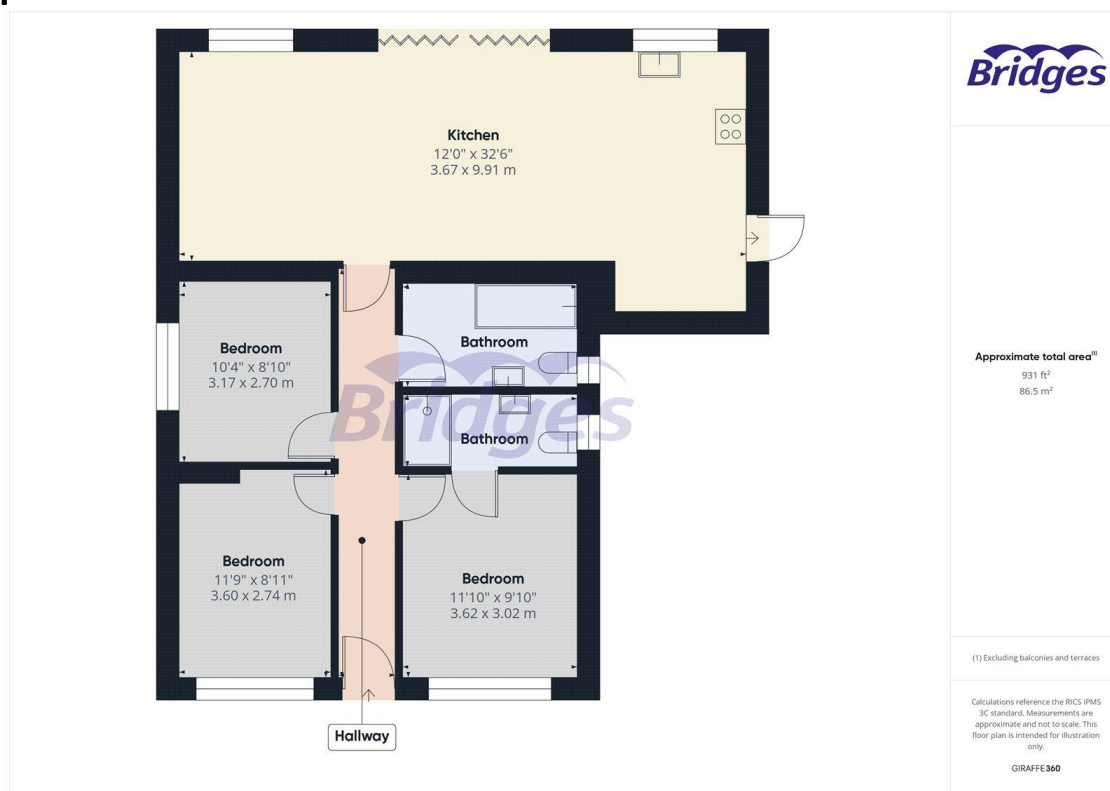 Bridges
Kitchen
12'0" x 32'6"
3.67 x 9.91 m
Bedroom
10'4" x 8'10"
3.17 x 2.70 m
Bathroom
Bridges
Bathroom
Bedroom
11'9" x 8'11"
3.60 x 2.74 m
Bedroom
11'10" x 9'10"
3.62 x 3.02 m
Hallway
Approximate total area(1)
931 ft²
86.5 m²
(1) Excluding balconies and terraces
Calculations reference the RICS IPMS
3C standard. Measurements are
approximate and not to scale. This
floor plan is intended for illustration
only.
GIRAFFE360